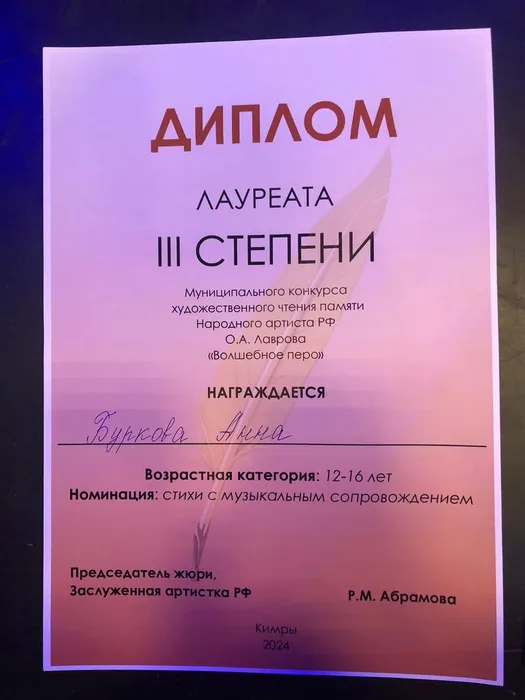 ДИПЛОМ
ЛАУРЕАТА
III СТЕПЕНИ
Муниципального конкурса
художественного чтения памяти
Народного артиста РФ
О.А. Лаврова
«Волшебное перо»
НАГРАЖДАЕТСЯ
Буркова Анна
Возрастная категория: 12-16 лет
Номинация: стихи с музыкальным сопровождением
Председатель жюри,
Заслуженная артистка РФ
Р.М. Абрамова
Кимры
2024